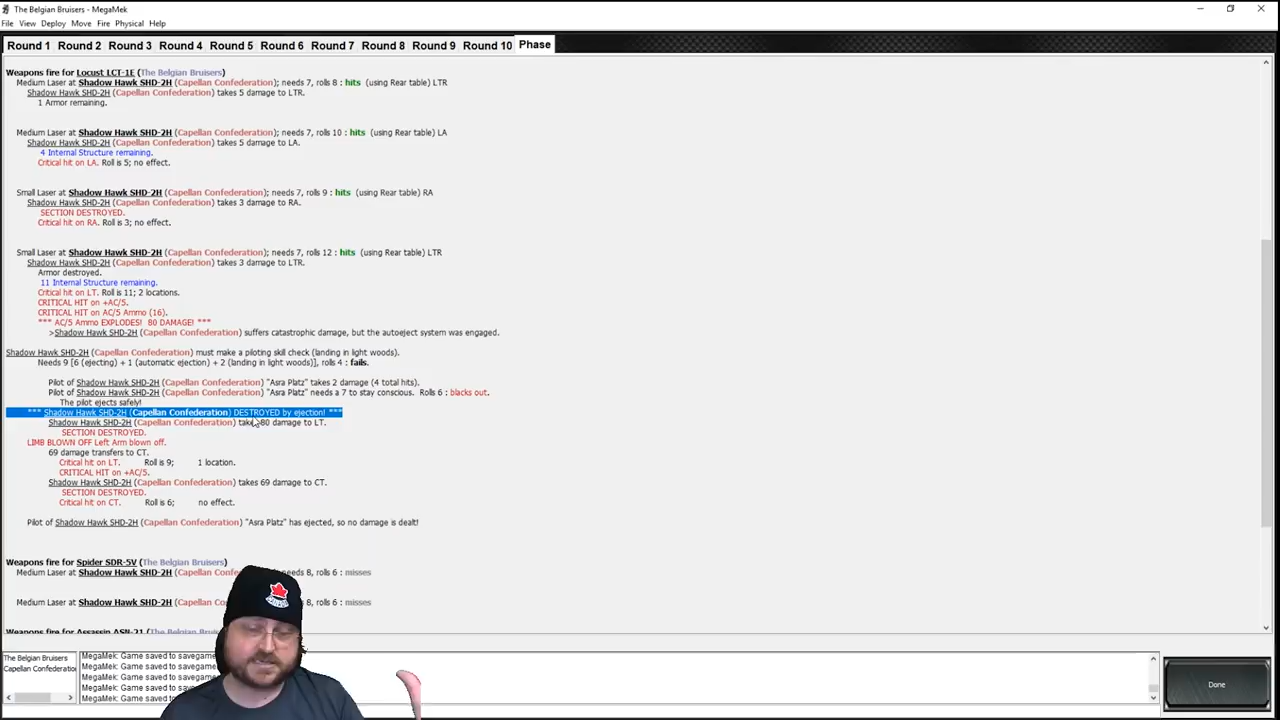 The Belgian Bruisers - MegaMek
File View Deploy Move Fire Physical Help
Round 1 Round 2 Round 3 Round 4 Round 5 Round 6 Round 7 Round 8 Round 9 Round 10 Phase
Weapons fire for Locust LCT-1E (The Belgian Bruisers)
Medium Laser at Shadow Hawk SHD-2H (Capellan Confederation); needs 7, rolls 8 : hits (using Rear table) LTR
Shadow Hawk SHD-2H (Capellan Confederation) takes 5 damage to LTR.
1 Armor remaining.
Medium Laser at Shadow Hawk SHD-2H (Capellan Confederation); needs 7, rolls 10 : hits (using Rear table) LA
Shadow Hawk SHD-2H (Capellan Confederation) takes 5 damage to LA.
4 Internal Structure remaining.
Critical hit on LA. Roll is 5; no effect.
Small Laser at Shadow Hawk SHD-2H (Capellan Confederation); needs 7, rolls 9 : hits (using Rear table) RA
Shadow Hawk SHD-2H (Capellan Confederation) takes 3 damage to RA.
SECTION DESTROYED.
Critical hit on RA. Roll is 3; no effect.
Small Laser at Shadow Hawk SHD-2H (Capellan Confederation); needs 7, rolls 12 : hits (using Rear table) LTR
Shadow Hawk SHD-2H (Capellan Confederation) takes 3 damage to LTR.
Armor destroyed.
11 Internal Structure remaining.
Critical hit on LT. Roll is 11; 2 locations.
CRITICAL HIT on +AC/5.
CRITICAL HIT on AC/5 Ammo (16).
*** AC/5 Ammo EXPLODES! 80 DAMAGE! ***
>Shadow Hawk SHD-2H (Capellan Confederation) suffers catastrophic damage, but the autoeject system was engaged.
Shadow Hawk SHD-2H (Capellan Confederation) must make a piloting skill check (landing in light woods).
Needs 9 [6 (ejecting) + 1 (automatic ejection) + 2 (landing in light woods)], rolls 4 : fails.
Pilot of Shadow Hawk SHD-2H (Capellan Confederation) "Asra Platz" takes 2 damage (4 total hits).
Pilot of Shadow Hawk SHD-2H (Capellan Confederation) "Asra Platz" needs a 7 to stay conscious. Rolls 6 : blacks out.
The pilot ejects safely!
*** Shadow Hawk SHD-2H (Capellan Confederation) DESTROYED by ejection! ***
Shadow Hawk SHD-2H (Capellan Confederation) takes 80 damage to LT.
SECTION DESTROYED.
LIMB BLOWN OFF Left Arm blown off.
69 damage transfers to CT.
Critical hit on LT. Roll is 9; 1 location.
CRITICAL HIT on +AC/5.
Shadow Hawk SHD-2H (Capellan Confederation) takes 69 damage to CT.
SECTION DESTROYED.
Critical hit on CT. Roll is 6; no effect.
Pilot of Shadow Hawk SHD-2H (Capellan Confederation) "Asra Platz" has ejected, so no damage is dealt!
Weapons fire for Spider SDR-5V (The Belgian Bruisers)
Medium Laser at Shadow Hawk SHD-2H (Capellan Confederation); needs 8, rolls 6 : misses
Medium Laser at Shadow Hawk SHD-2H (Capellan 8, rolls 6 : misses
Weapons fire for Assassin ASN-21 (The Belgian
The Belgian Bruisers
Capellan Confederatio
MegaMek: Game saved to savegame
MegaMek: Game saved to savegame
MegaMek: Game saved to savegam
MegaMek: Game saved to savegam
MegaMek: Game saved to savegam
Done
CANADA